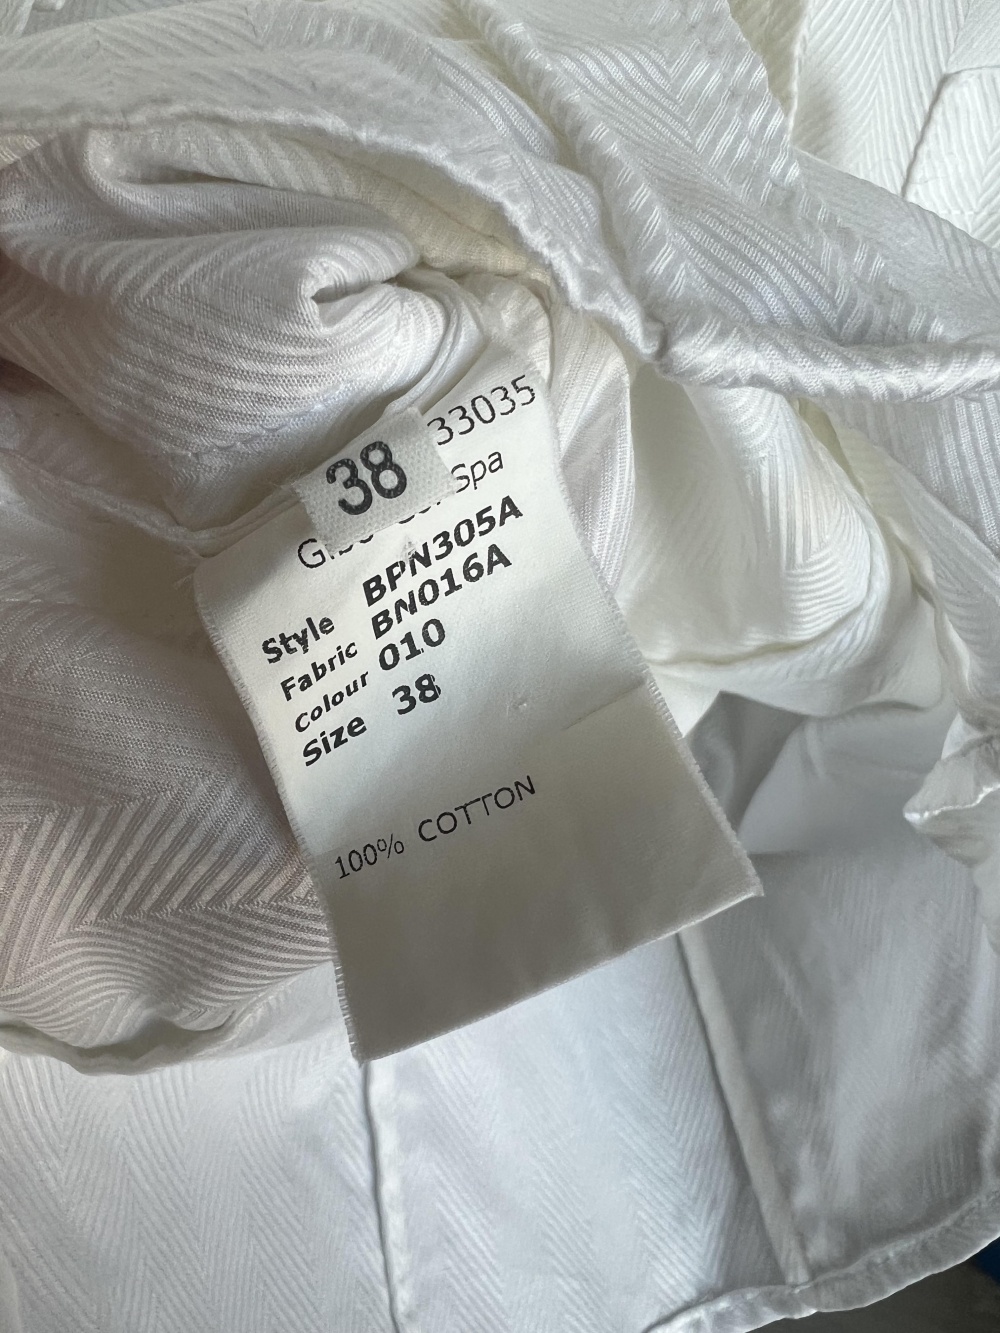 33035
38
Spa
Style BPN305A
Fabric BN016A
Colour 010
Size 38
100% COTTON